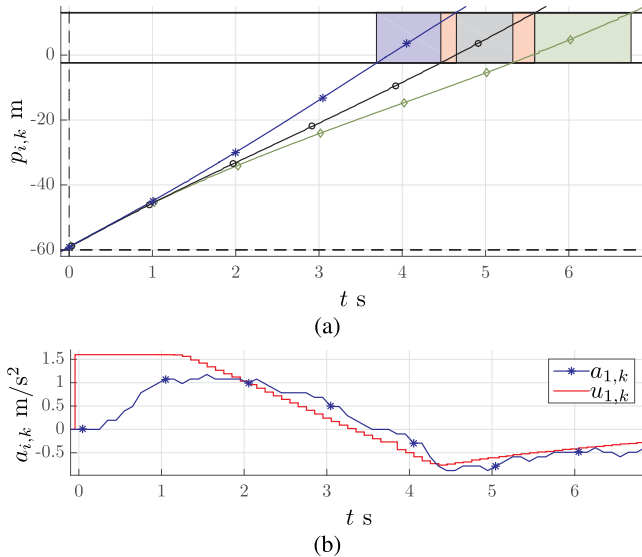 0
-20
-40
-60
p_{i,k} m
0 1 2 3 4 5 6
t s
(a)
1.5
1
0.5
0
-0.5
a_{i,k} m/s²
a_{1,k}
u_{1,k}
0 1 2 3 4 5 6
t s
(b)